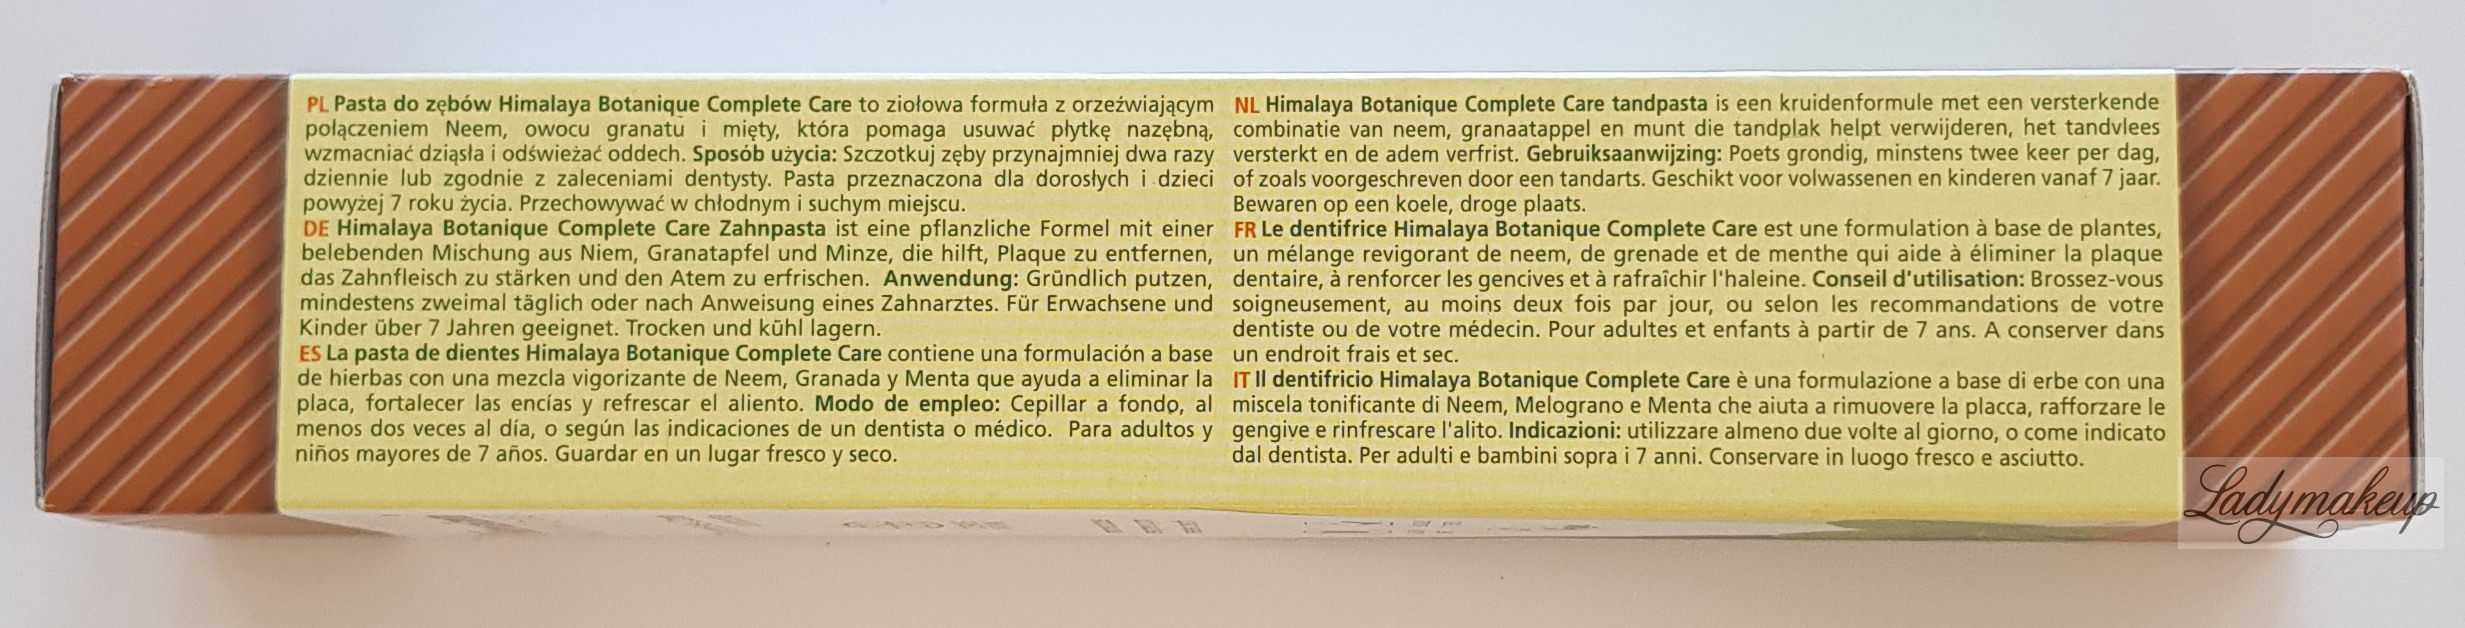 PL Pasta do zębów Himalaya Botanique Complete Care to ziołowa formuła z orzeźwiającym
połączeniem Neem, owocu granatu i mięty, która pomaga usuwać płytkę nazębną,
wzmacniać dziąsła i odświeżać oddech. Sposób użycia: Szczotkuj zęby przynajmniej dwa razy
dziennie lub zgodnie z zaleceniami dentysty. Pasta przeznaczona dla dorosłych i dzieci
powyżej 7 roku życia. Przechowywać w chłodnym i suchym miejscu.
DE Himalaya Botanique Complete Care Zahnpasta ist eine pflanzliche Formel mit einer
belebenden Mischung aus Niem, Granatapfel und Minze, die hilft, Plaque zu entfernen,
das Zahnfleisch zu stärken und den Atem zu erfrischen. Anwendung: Gründlich putzen,
mindestens zweimal täglich oder nach Anweisung eines Zahnarztes. Für Erwachsene und
Kinder über 7 Jahren geeignet. Trocken und kühl lagern.
ES La pasta de dientes Himalaya Botanique Complete Care contiene una formulación a base
de hierbas con una mezcla vigorizante de Neem, Granada y Menta que ayuda a eliminar la
placa, fortalecer las encías y refrescar el aliento. Modo de empleo: Cepillar a fondo, al
menos dos veces al día, o según las indicaciones de un dentista o médico. Para adultos y
niños mayores de 7 años. Guardar en un lugar fresco y seco.
NL Himalaya Botanique Complete Care tandpasta is een kruidenformule met een versterkende
combinatie van neem, granaatappel en munt die tandplak helpt verwijderen, het tandvlees
versterkt en de adem verfrist. Gebruiksaanwijzing: Poets grondig, minstens twee keer per dag,
of zoals voorgeschreven door een tandarts. Geschikt voor volwassenen en kinderen vanaf 7 jaar.
Bewaren op een koele, droge plaats.
FR Le dentifrice Himalaya Botanique Complete Care est une formulation à base de plantes,
un mélange revigorant de neem, de grenade et de menthe qui aide à éliminer la plaque
dentaire, à renforcer les gencives et à rafraîchir l'haleine. Conseil d'utilisation: Brossez-vous
soigneusement, au moins deux fois par jour, ou selon les recommandations de votre
dentiste ou de votre médecin. Pour adultes et enfants à partir de 7 ans. A conserver dans
un endroit frais et sec.
IT Il dentifricio Himalaya Botanique Complete Care è una formulazione a base di erbe con una
miscela tonificante di Neem, Melograno e Menta che aiuta a rimuovere la placca, rafforzare le
gengive e rinfrescare l'alito. Indicazioni: utilizzare almeno due volte al giorno, o come indicato
dal dentista. Per adulti e bambini sopra i 7 anni. Conservare in luogo fresco e asciutto.
Ladymakeup